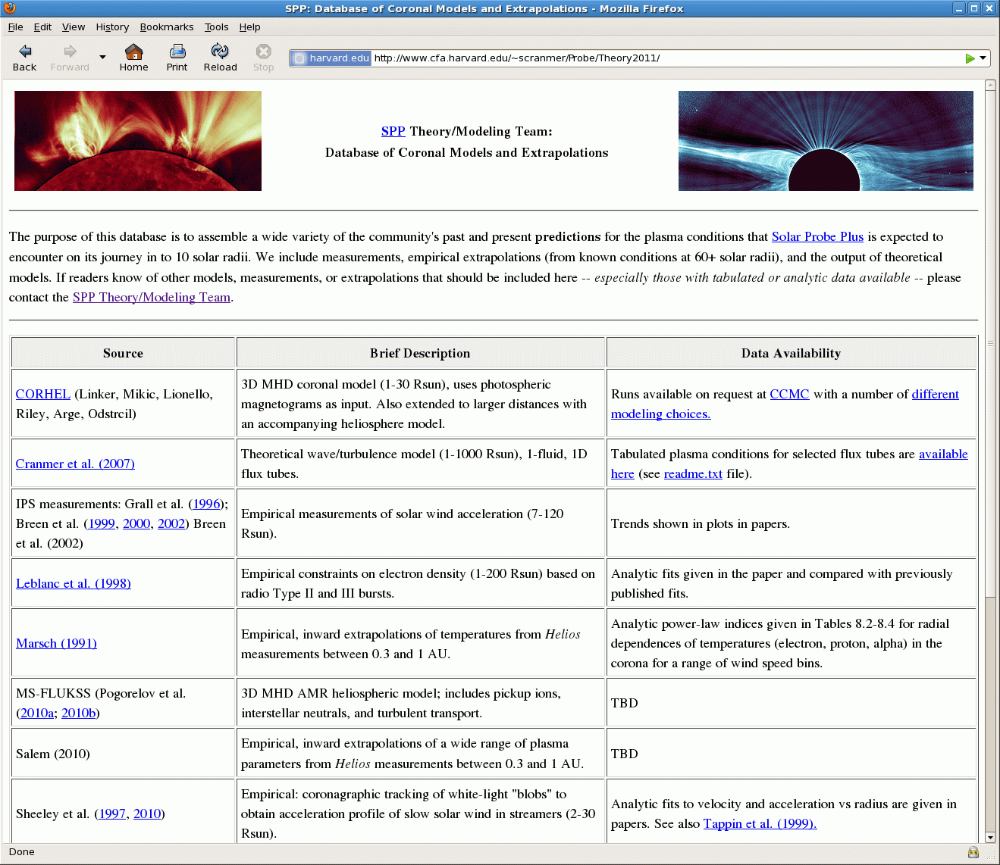 SPP: Database of Coronal Models and Extrapolations - Mozilla Firefox
File Edit View History Bookmarks Tools Help
Back Forward Home Print Reload Stop harvard.edu http://www.cfa.harvard.edu/~scranmer/Probe/Theory2011/
SPP Theory/Modeling Team:
Database of Coronal Models and Extrapolations
The purpose of this database is to assemble a wide variety of the community's past and present predictions for the plasma conditions that Solar Probe Plus is expected to
encounter on its journey in to 10 solar radii. We include measurements, empirical extrapolations (from known conditions at 60+ solar radii), and the output of theoretical
models. If readers know of other models, measurements, or extrapolations that should be included here -- especially those with tabulated or analytic data available -- please
contact the SPP Theory/Modeling Team.
Source Brief Description Data Availability
CORHEL (Linker, Mikic, Lionello,
Riley, Arge, Odstrcil)
3D MHD coronal model (1-30 Rsun), uses photospheric
magnetograms as input. Also extended to larger distances with
an accompanying heliosphere model.
Runs available on request at CCMC with a number of different
modeling choices.
Cranmer et al. (2007)
Theoretical wave/turbulence model (1-1000 Rsun), 1-fluid, 1D
flux tubes.
Tabulated plasma conditions for selected flux tubes are available
here (see readme.txt file).
IPS measurements: Grall et al. (1996);
Breen et al. (1999, 2000, 2002) Breen
et al. (2002)
Empirical measurements of solar wind acceleration (7-120
Rsun).
Trends shown in plots in papers.
Leblanc et al. (1998)
Empirical constraints on electron density (1-200 Rsun) based on
radio Type II and III bursts.
Analytic fits given in the paper and compared with previously
published fits.
Marsch (1991)
Empirical, inward extrapolations of temperatures from Helios
measurements between 0.3 and 1 AU.
Analytic power-law indices given in Tables 8.2-8.4 for radial
dependences of temperatures (electron, proton, alpha) in the
corona for a range of wind speed bins.
MS-FLUKSS (Pogorelov et al.
(2010a; 2010b)
3D MHD AMR heliospheric model; includes pickup ions,
interstellar neutrals, and turbulent transport.
TBD
Salem (2010)
Empirical, inward extrapolations of a wide range of plasma
parameters from Helios measurements between 0.3 and 1 AU.
TBD
Sheeley et al. (1997, 2010)
Empirical: coronagraphic tracking of white-light "blobs" to
obtain acceleration profile of slow solar wind in streamers (2-30
Rsun).
Analytic fits to velocity and acceleration vs radius are given in
papers. See also Tappin et al. (1999).
Done